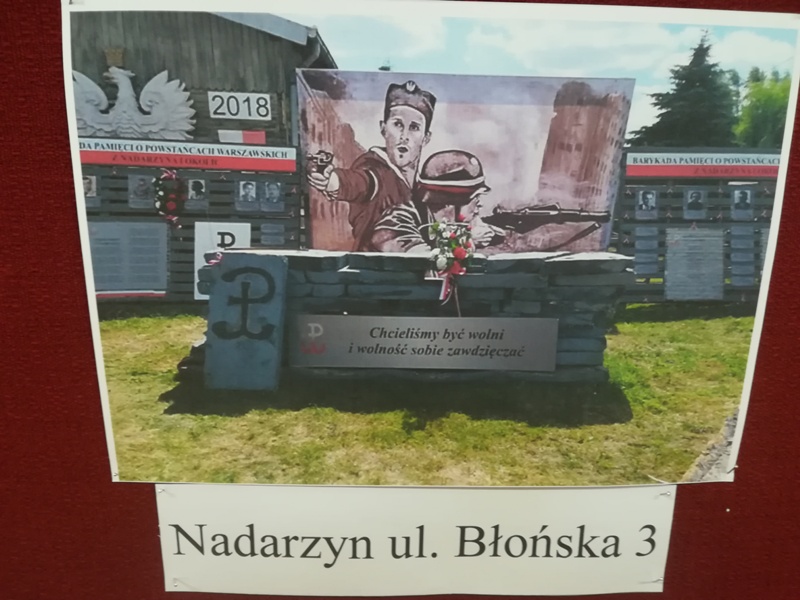 2018
DA PAMIĘCI O POWSTAŃCACH WARSZAWSKICH
Z NADARZYNA I OKOLIC
BARYKADA PAMIĘCI O POWSTAŃCACH
Z NADARZYNA I OK
Chcieliśmy być wolni
i wolność sobie zawdzięczać
Nadarzyn ul. Błońska 3